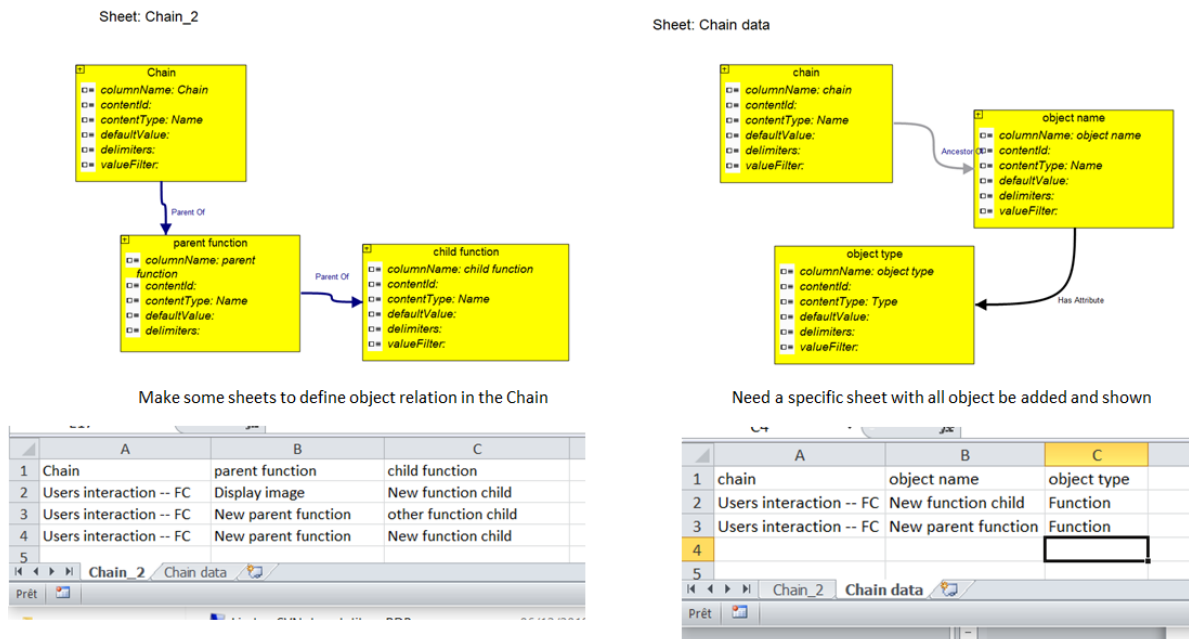 Sheet: Chain_2
Chain
columnName: Chain
contentId:
contentType: Name
defaultValue:
delimiters:
valueFilter:
Parent Of
parent function
columnName: parent
function
contentId:
contentType: Name
defaultValue:
delimiters:
Parent Of
child function
columnName: child function
contentId:
contentType: Name
defaultValue:
delimiters:
valueFilter:
Make some sheets to define object relation in the Chain
A B C
1 Chain parent function child function
2 Users interaction -- FC Display image New function child
3 Users interaction -- FC New parent function other function child
4 Users interaction -- FC New parent function New function child
5
Chain_2 Chain data
Prêt
Sheet: Chain data
chain
columnName: chain
contentId:
contentType: Name
defaultValue:
delimiters:
valueFilter:
Ancestor
object name
columnName: object name
contentId:
contentType: Name
defaultValue:
delimiters:
valueFilter:
object type
columnName: object type
contentId:
contentType: Type
defaultValue:
delimiters:
valueFilter:
Has Attribute
Need a specific sheet with all object be added and shown
C4
A B C
1 chain object name object type
2 Users interaction -- FC New function child Function
3 Users interaction -- FC New parent function Function
4
5
Chain_2 Chain data
Prêt